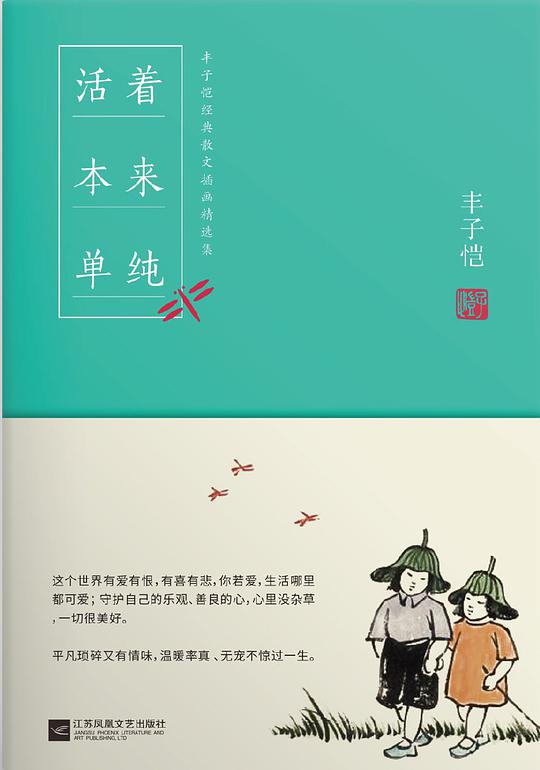 活着
本来
单纯
丰子恺经典散文插画精选集
丰子恺
这个世界有爱有恨，有喜有悲，你若爱，生活哪里
都可爱；守护自己的乐观、善良的心，心里没杂草
，一切很美好。
平凡琐碎又有情味，温暖率真、无宠不惊过一生。
江苏凤凰文艺出版社
JIANGSU PHOENIX LITERATURE AND
ART PUBLISHING, LTD